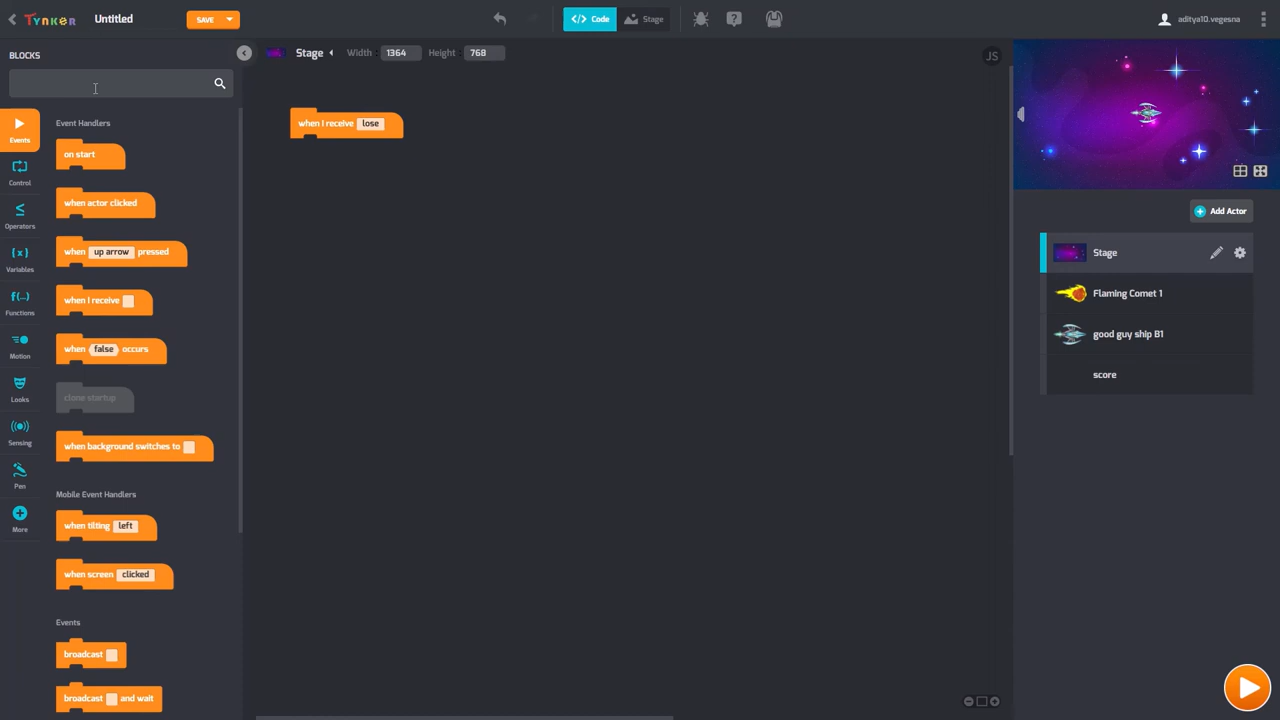 TYNKER Untitled SAVE </> Code Stage aditya10.vegesna
BLOCKS Stage Width 1364 Height 768 JS
Events
Control
Operators
{x}
Variables
f(...)
Functions
Motion
Looks
Sensing
Pen
More
Event Handlers
on start
when actor clicked
when up arrow pressed
when I receive
when false occurs
clone startup
when background switches to
Mobile Event Handlers
when tilting left
when screen clicked
Events
broadcast
broadcast and wait
when I receive lose
Add Actor
Stage
Flaming Comet 1
good guy ship B1
score